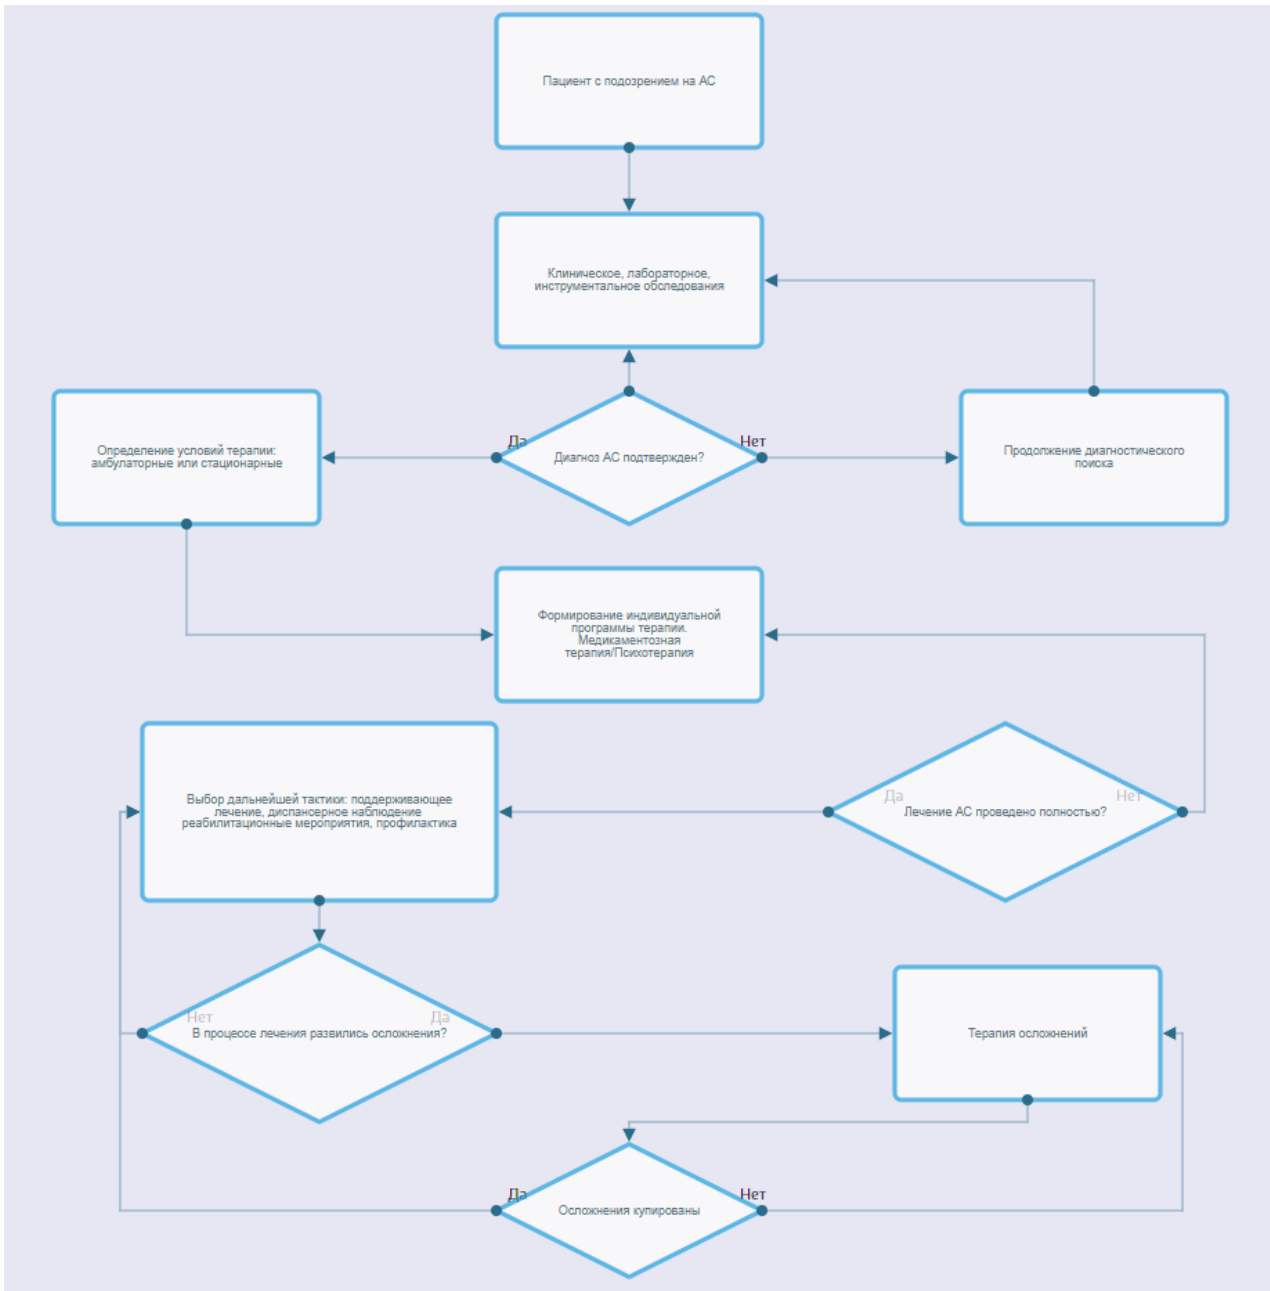 Пациент с подозрением на АС
Клиническое, лабораторное,
инструментальное обследования
Определение условий терапии:
амбулаторные или стационарные
Да
Диагноз АС подтвержден?
Нет
Продолжение диагностического
поиска
Формирование индивидуальной
программы терапии.
Медикаментозная
терапия/Психотерапия
Выбор дальнейшей тактики: поддерживающее
лечение, диспансерное наблюдение
реабилитационные мероприятия, профилактика
Да
Нет
Лечение АС проведено полностью?
Нет
Да
В процессе лечения развились осложнения?
Терапия осложнений
Да
Нет
Осложнения купированы